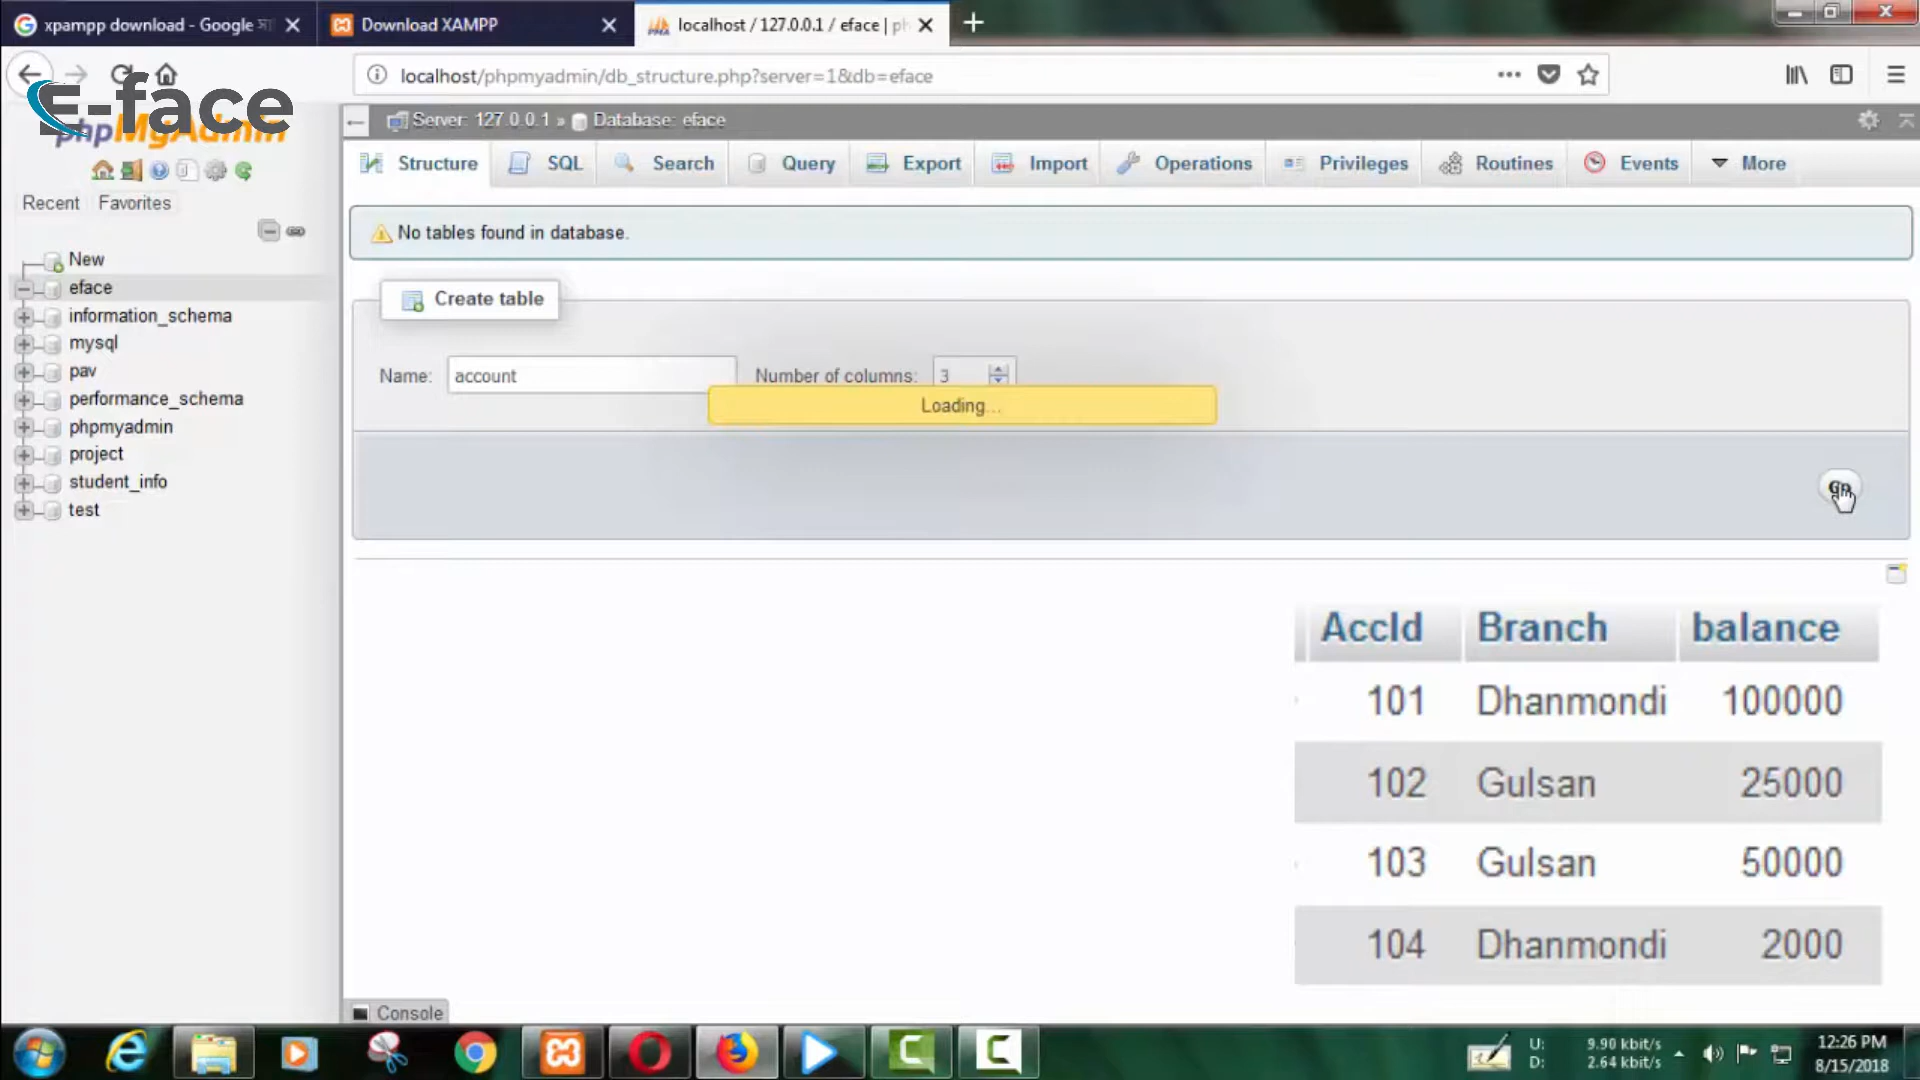 xpampp download - Google
Download XAMPP
localhost / 127.0.0.1 / eface | ph
localhost/phpmyadmin/db_structure.php?server=1&db=eface
E-face
phpMyAdmin
Server: 127.0.0.1 » Database: eface
Structure SQL Search Query Export Import Operations Privileges Routines Events More
Recent Favorites
No tables found in database.
New
eface
information_schema
mysql
pav
performance_schema
phpmyadmin
project
student_info
test
Create table
Name: account Number of columns: 3
Loading...
Go
AccId Branch balance
101 Dhanmondi 100000
102 Gulsan 25000
103 Gulsan 50000
104 Dhanmondi 2000
Console
U: 9.90 kbit/s
D: 2.64 kbit/s
12:26 PM
8/15/2018